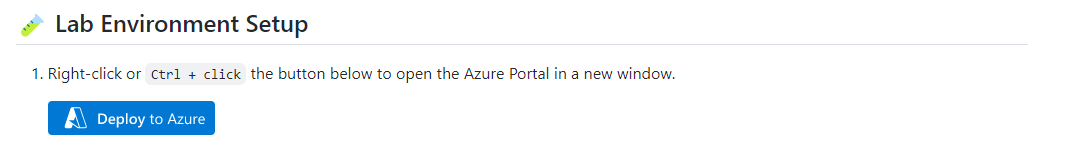 Lab Environment Setup
1. Right-click or Ctrl + click the button below to open the Azure Portal in a new window.
Deploy to Azure